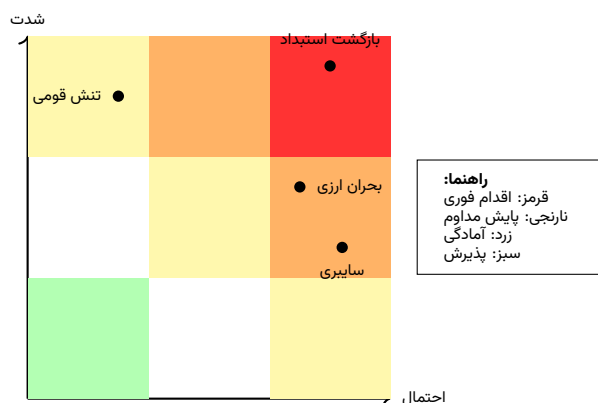 شدت
بازگشت استبداد
تنش قومی
بحران ارزی
سایبری
راهنما:
قرمز: اقدام فوری
نارنجی: پایش مداوم
زرد: آمادگی
سبز: پذیرش
احتمال